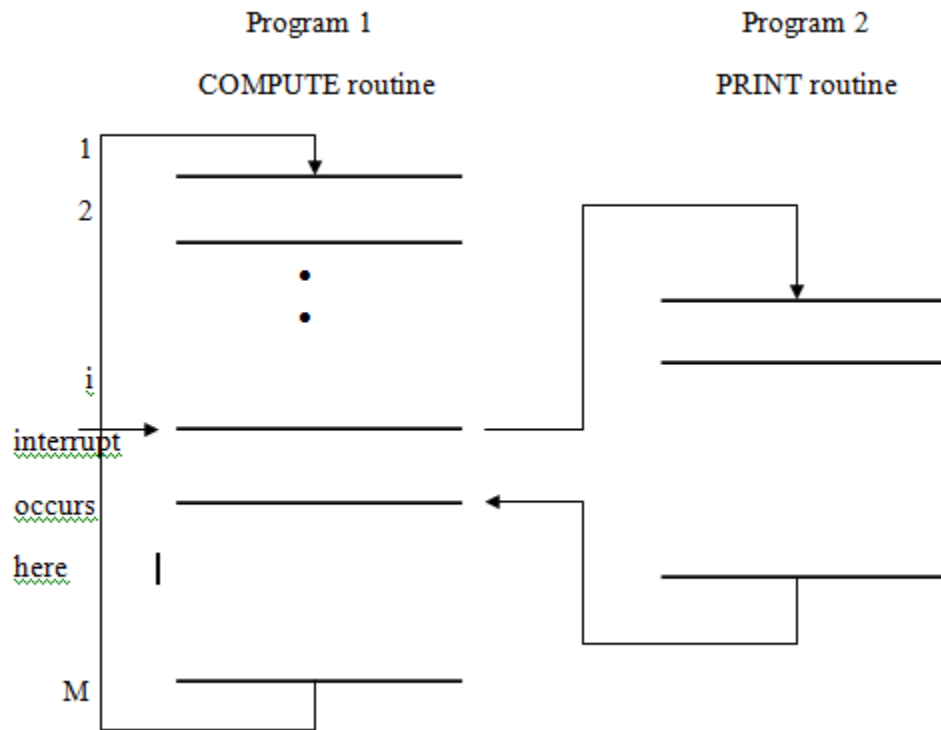 Program 1
Program 2
COMPUTE routine
PRINT routine
1
2
i
interrupt
occurs
here
M